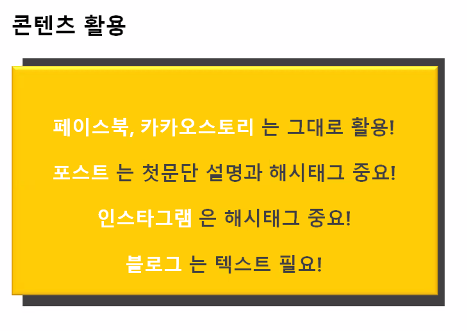 콘텐츠 활용
페이스북, 카카오스토리 는 그대로 활용!
포스트 는 첫문단 설명과 해시태그 중요!
인스타그램 은 해시태그 중요!
블로그 는 텍스트 필요!